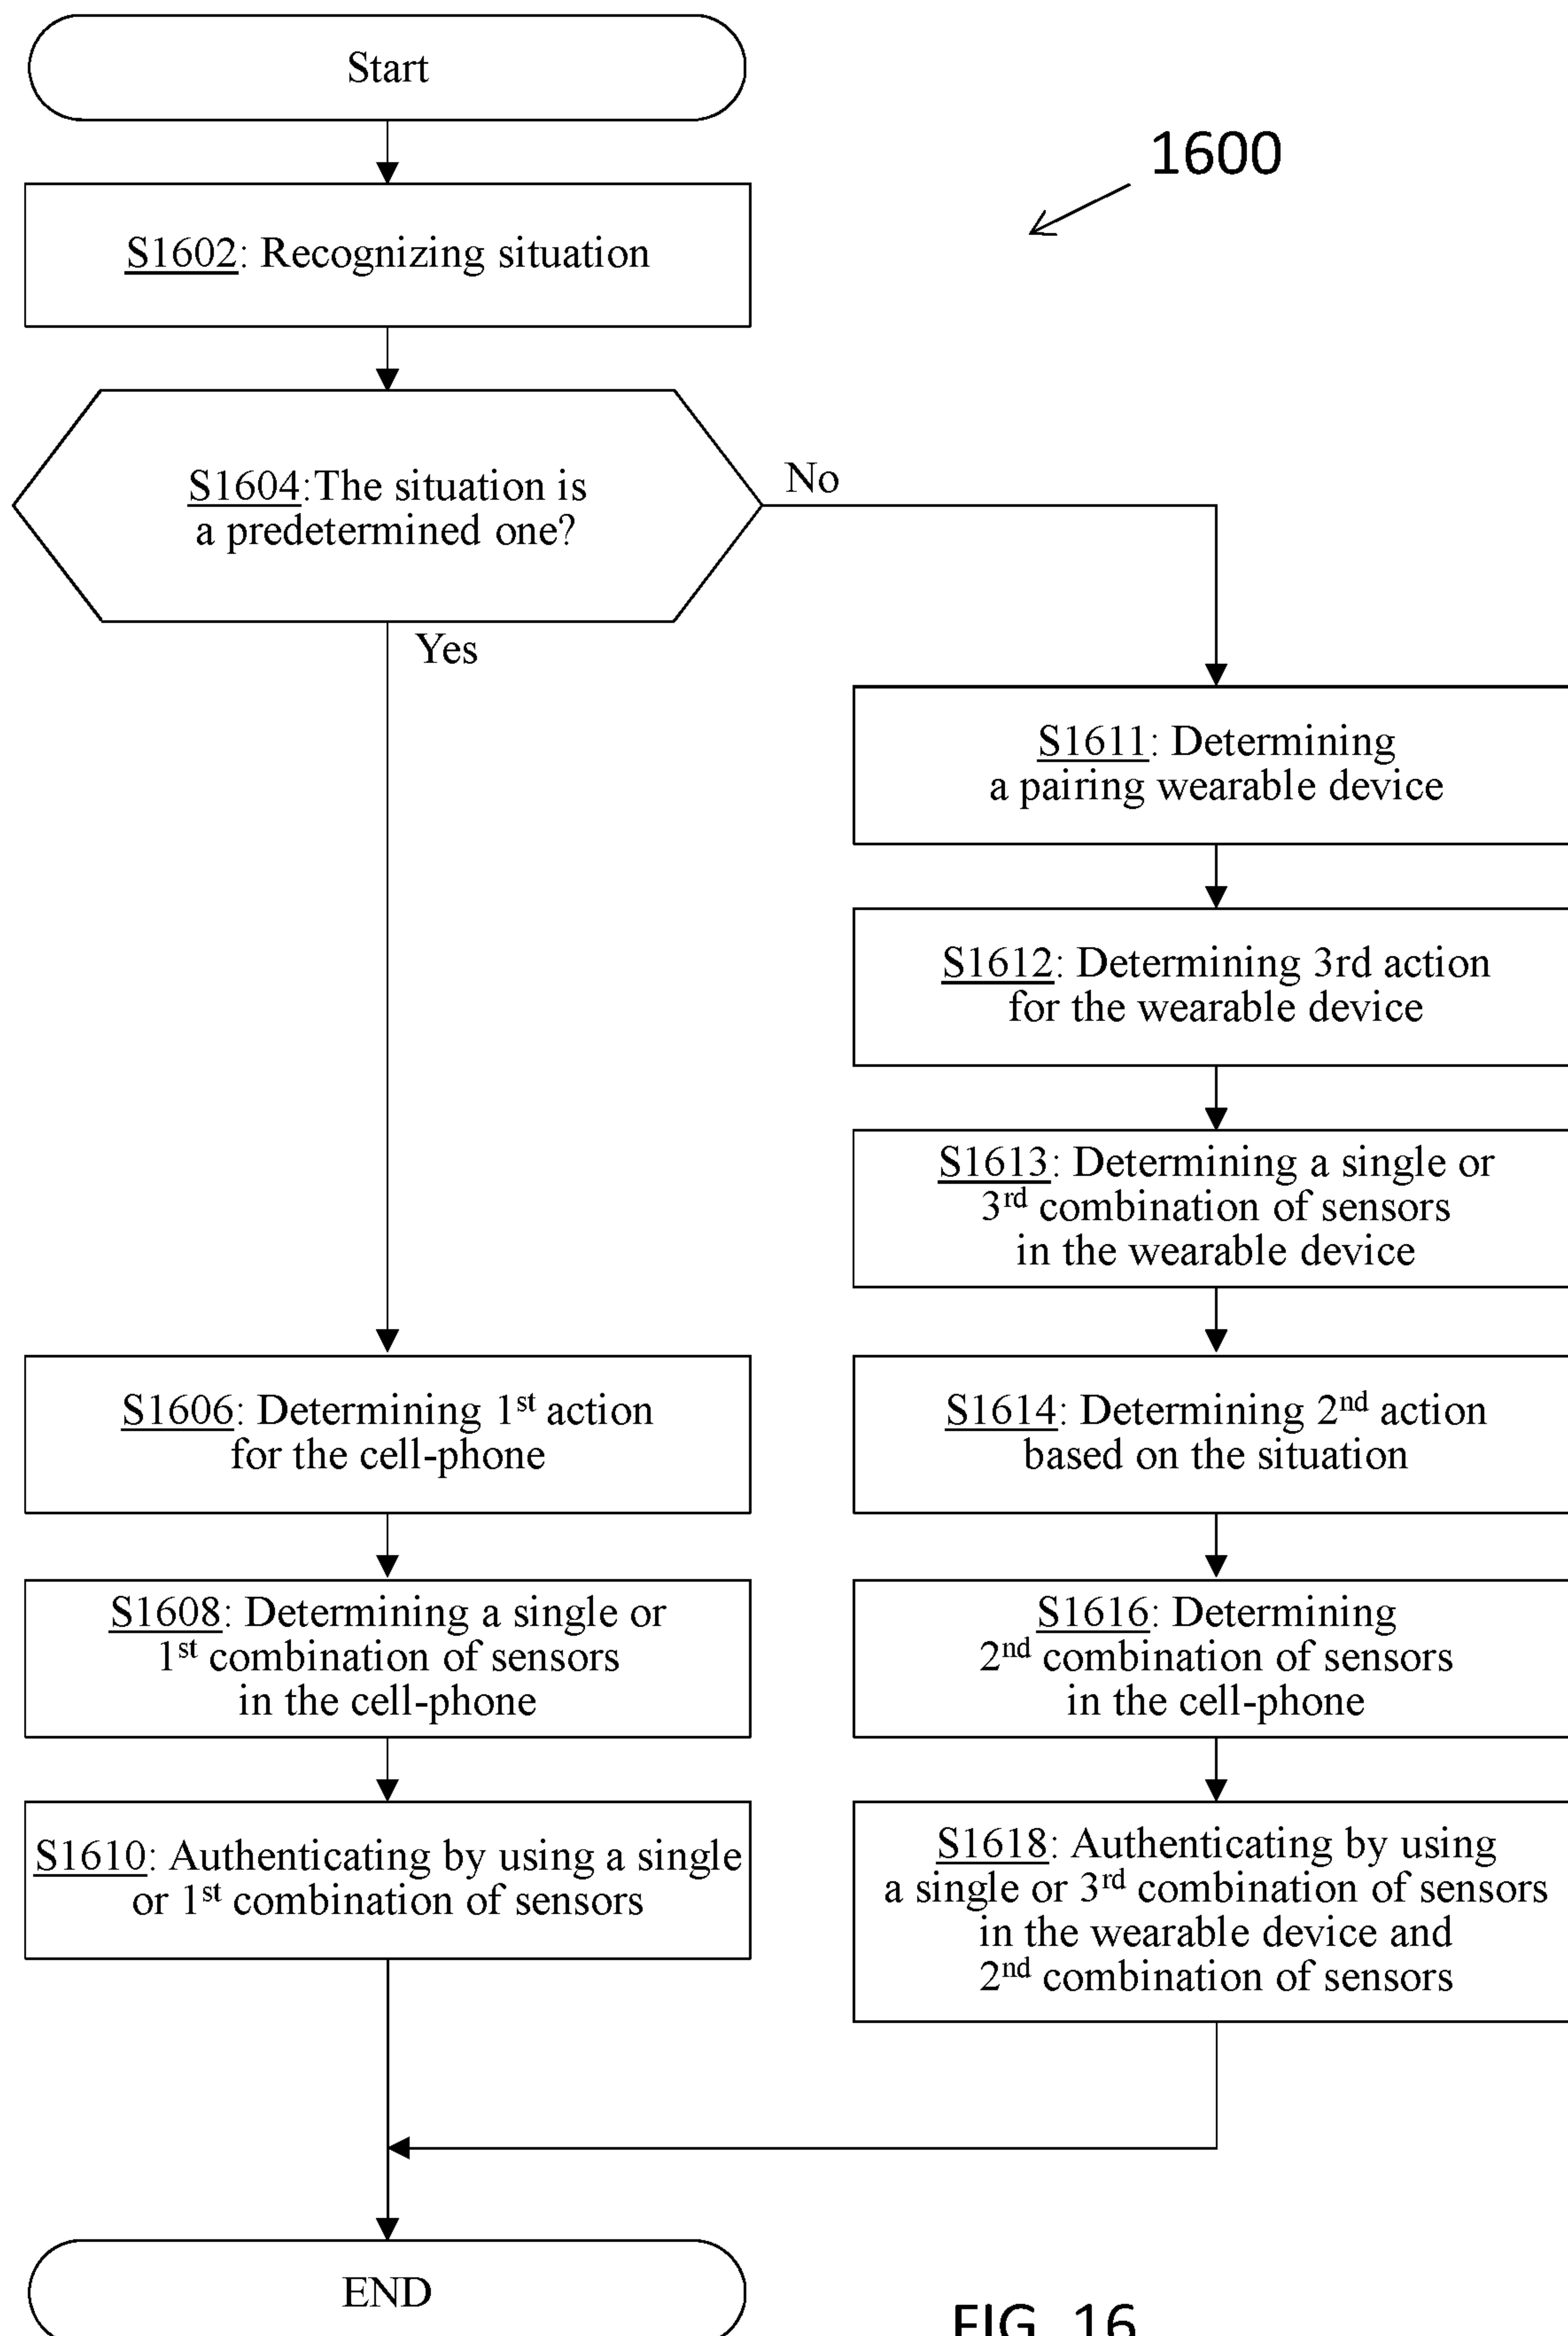 Start
1600
S1602: Recognizing situation
S1604:The situation is
a predetermined one?
No
Yes
S1611: Determining
a pairing wearable device
S1612: Determining 3rd action
for the wearable device
S1613: Determining a single or
3rd combination of sensors
in the wearable device
S1606: Determining 1st action
for the cell-phone
S1614: Determining 2nd action
based on the situation
S1608: Determining a single or
1st combination of sensors
in the cell-phone
S1616: Determining
2nd combination of sensors
in the cell-phone
S1610: Authenticating by using a single
or 1st combination of sensors
S1618: Authenticating by using
a single or 3rd combination of sensors
in the wearable device and
2nd combination of sensors
END
FIG. 16